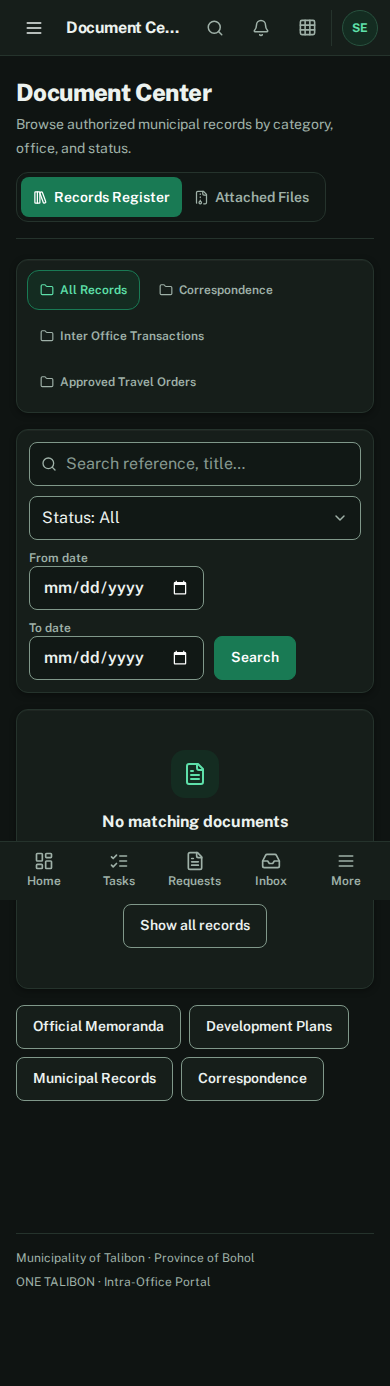 Document Ce...
SE
Document Center
Browse authorized municipal records by category,
office, and status.
Records Register
Attached Files
All Records
Correspondence
Inter Office Transactions
Approved Travel Orders
Search reference, title...
Status: All
From date
mm/dd/yyyy
To date
mm/dd/yyyy
Search
No matching documents
Home
Tasks
Requests
Inbox
More
Show all records
Official Memoranda
Development Plans
Municipal Records
Correspondence
Municipality of Talibon · Province of Bohol
ONE TALIBON · Intra-Office Portal